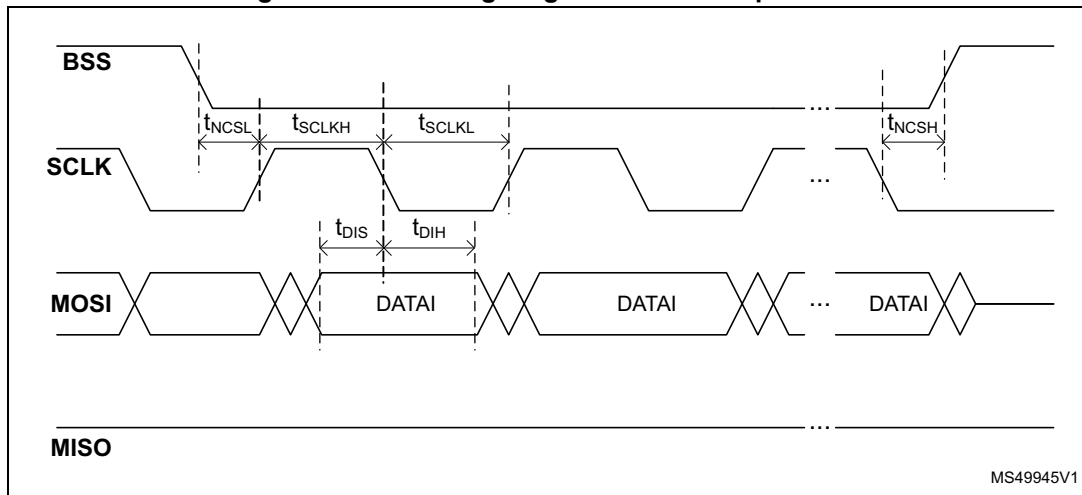 BSS
...
tNCSL tSCLKH tSCLKL tNCSH
SCLK
...
tDIS tDIH
MOSI DATAI DATAI ... DATAI
...
MISO
MS49945V1